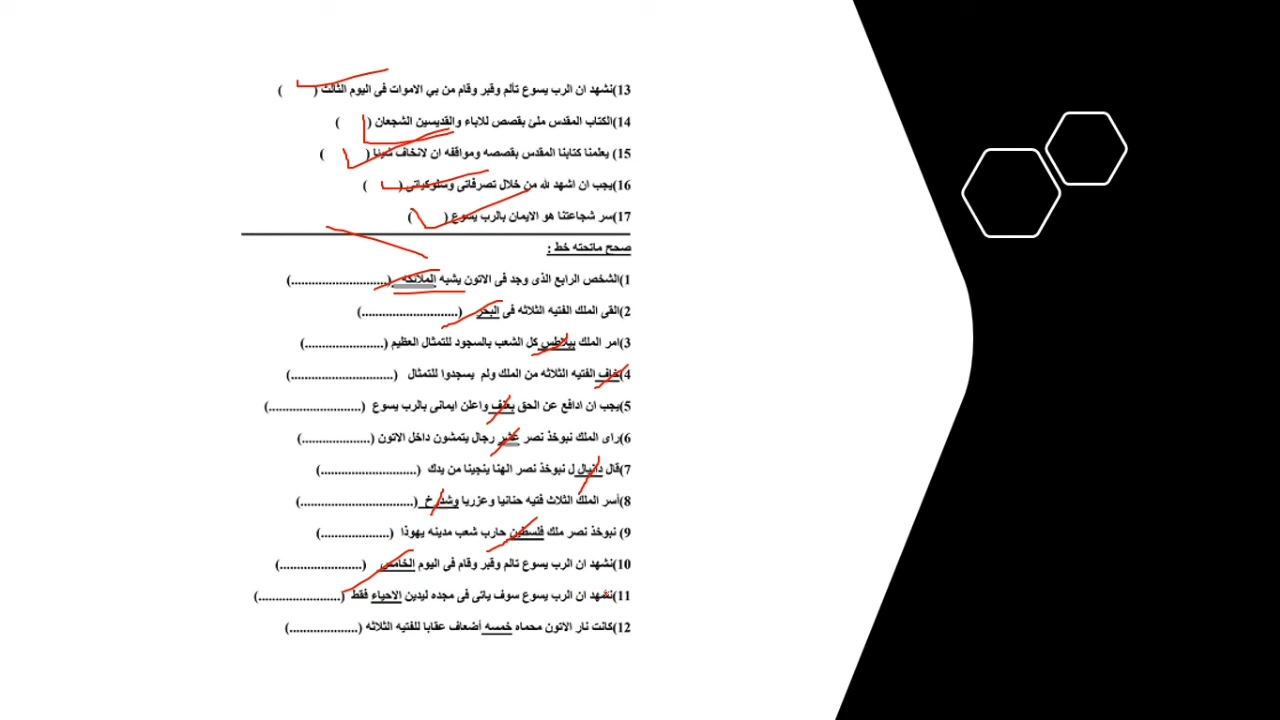 13)نشهد ان الرب يسوع تألم وقبر وقام من بي الاموات فى اليوم الثالث ( )
14)الكتاب المقدس ملئ بقصص للاباء والقديسين الشجعان ( )
15) يعلمنا كتابنا المقدس بقصصه ومواقفه ان لانخاف شيئا ( )
16)يجب ان اشهد لله من خلال تصرفاتى وسلوكياتى ( )
17)سر شجاعتنا هو الايمان بالرب يسوع ( )
صحح ماتحته خط :
1)الشخص الرابع الذى وجد فى الاتون يشبه الملائكه (...........................)
2)القى الملك الفتيه الثلاثه فى البحر (...........................)
3)امر الملك بيلاطس كل الشعب بالسجود للتمثال العظيم (......................)
4)خاف الفتيه الثلاثه من الملك ولم يسجدوا للتمثال (............................)
5)يجب ان ادافع عن الحق بعنف واعلن ايمانى بالرب يسوع (.........................)
6)راى الملك نبوخذ نصر عشر رجال يتمشون داخل الاتون (...................)
7)قال دانيال ل نبوخذ نصر الهنا ينجينا من يدك (..........................)
8)أسر الملك الثلاث فتيه حنانيا وعزريا وشدرخ (...............................)
9) نبوخذ نصر ملك فلسطين حارب شعب مدينه يهوذا (...................)
10)نشهد ان الرب يسوع تالم وقبر وقام فى اليوم الخامس (.......................)
11)نشهد ان الرب يسوع سوف ياتى فى مجده ليدين الاحياء فقط (.......................)
12)كانت نار الاتون محماه خمسه أضعاف عقابا للفتيه الثلاثه (...................)